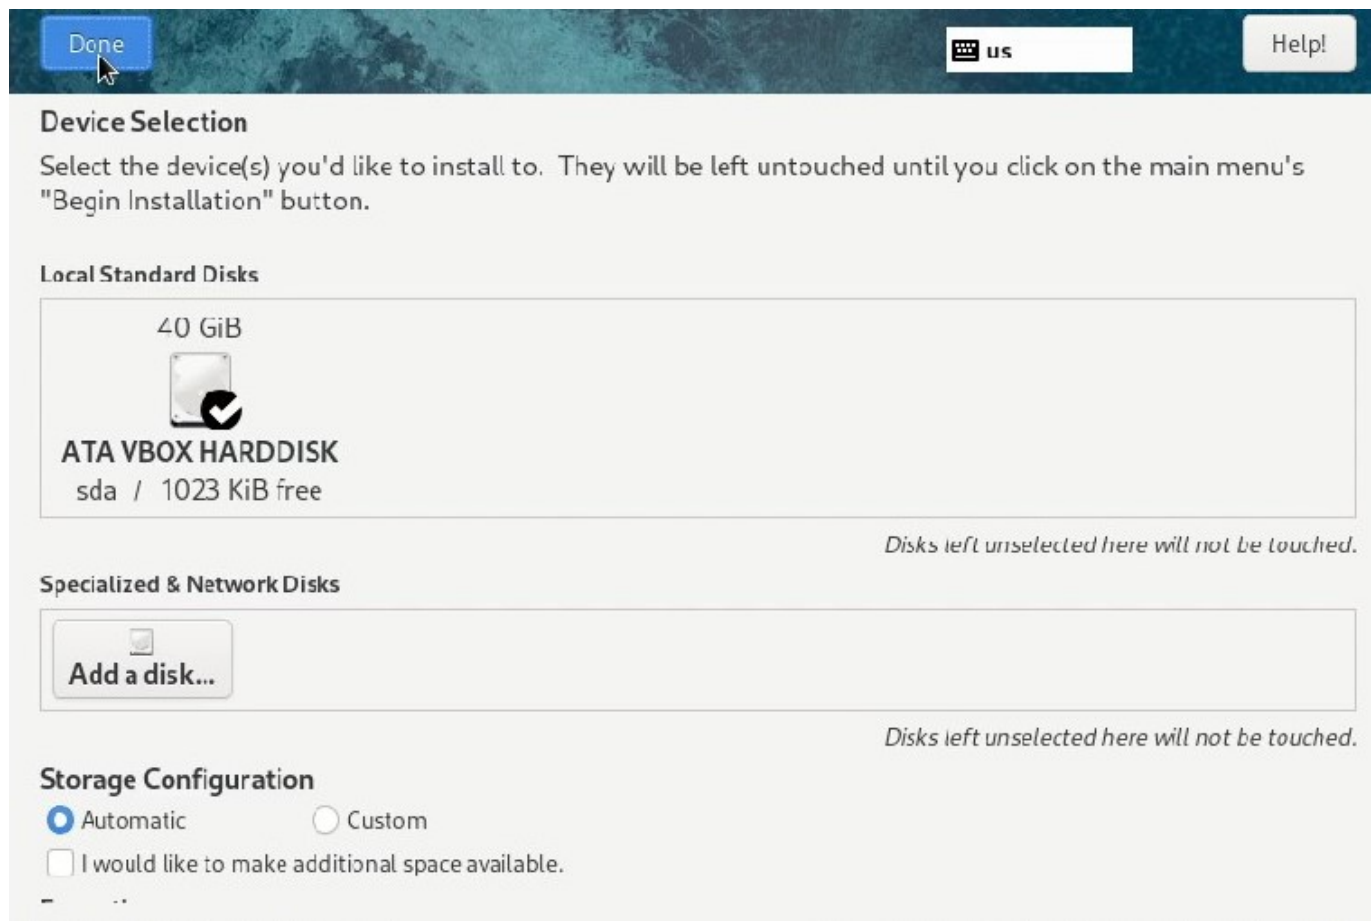 Done
us
Help!
Device Selection
Select the device(s) you'd like to install to. They will be left untouched until you click on the main menu's
"Begin Installation" button.
Local Standard Disks
40 GiB
ATA VBOX HARDDISK
sda / 1023 KiB free
Disks left unselected here will not be touched.
Specialized & Network Disks
Add a disk...
Disks left unselected here will not be touched.
Storage Configuration
Automatic Custom
I would like to make additional space available.